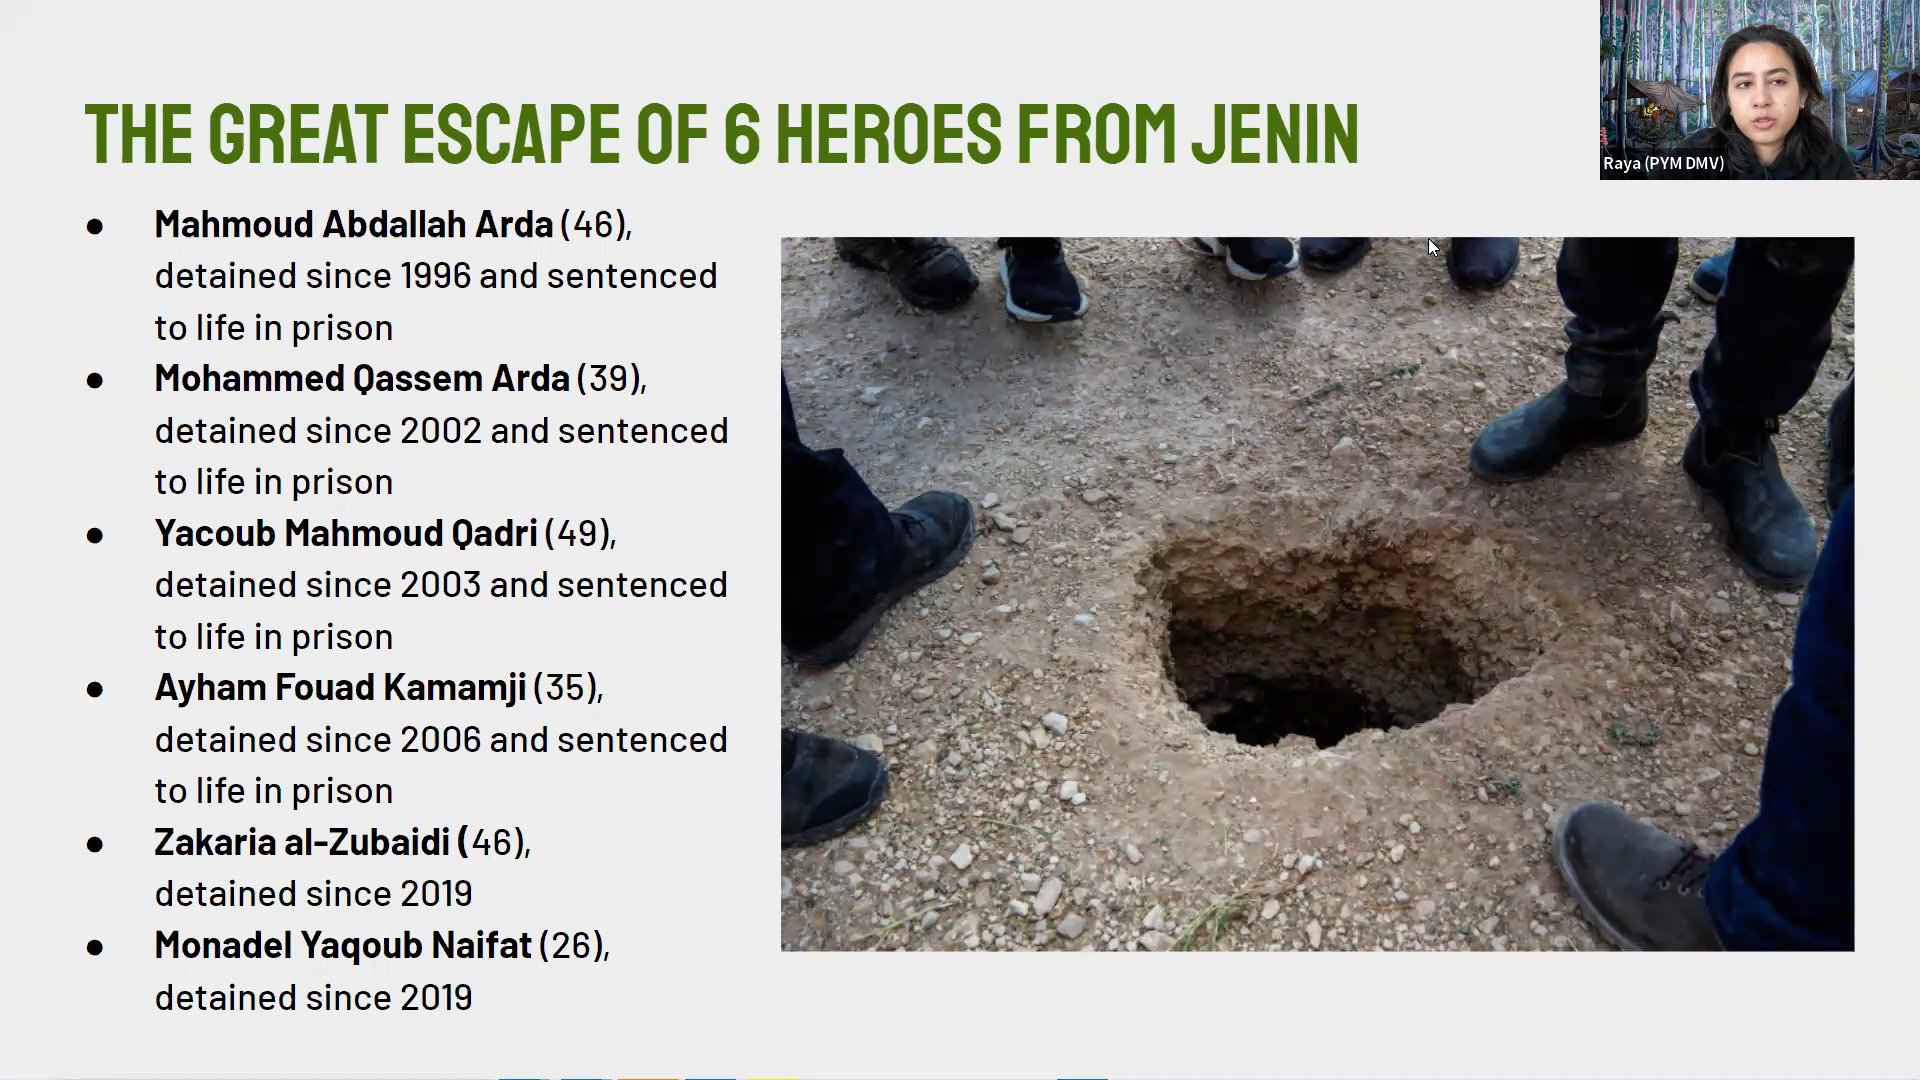 THE GREAT ESCAPE OF 6 HEROES FROM JENIN
Raya (PYM DMV)
● Mahmoud Abdallah Arda (46),
detained since 1996 and sentenced
to life in prison
● Mohammed Qassem Arda (39),
detained since 2002 and sentenced
to life in prison
● Yacoub Mahmoud Qadri (49),
detained since 2003 and sentenced
to life in prison
● Ayham Fouad Kamamji (35),
detained since 2006 and sentenced
to life in prison
● Zakaria al-Zubaidi (46),
detained since 2019
● Monadel Yaqoub Naifat (26),
detained since 2019